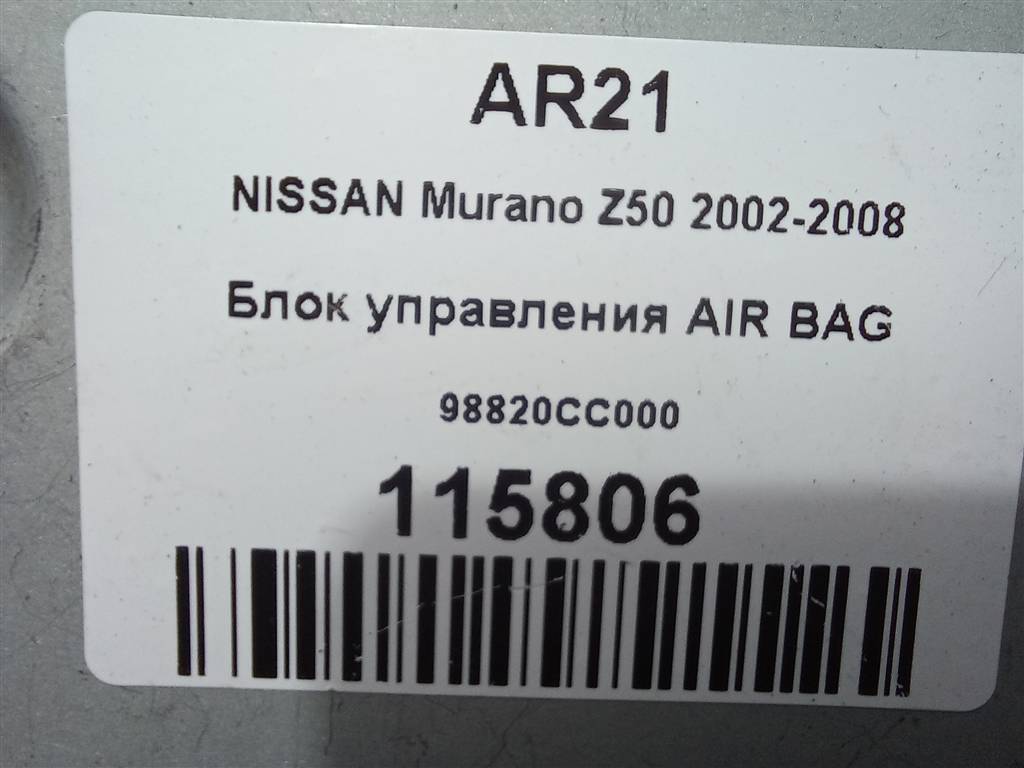 AR21
NISSAN Murano Z50 2002-2008
Блок управления AIR BAG
98820CC000
115806